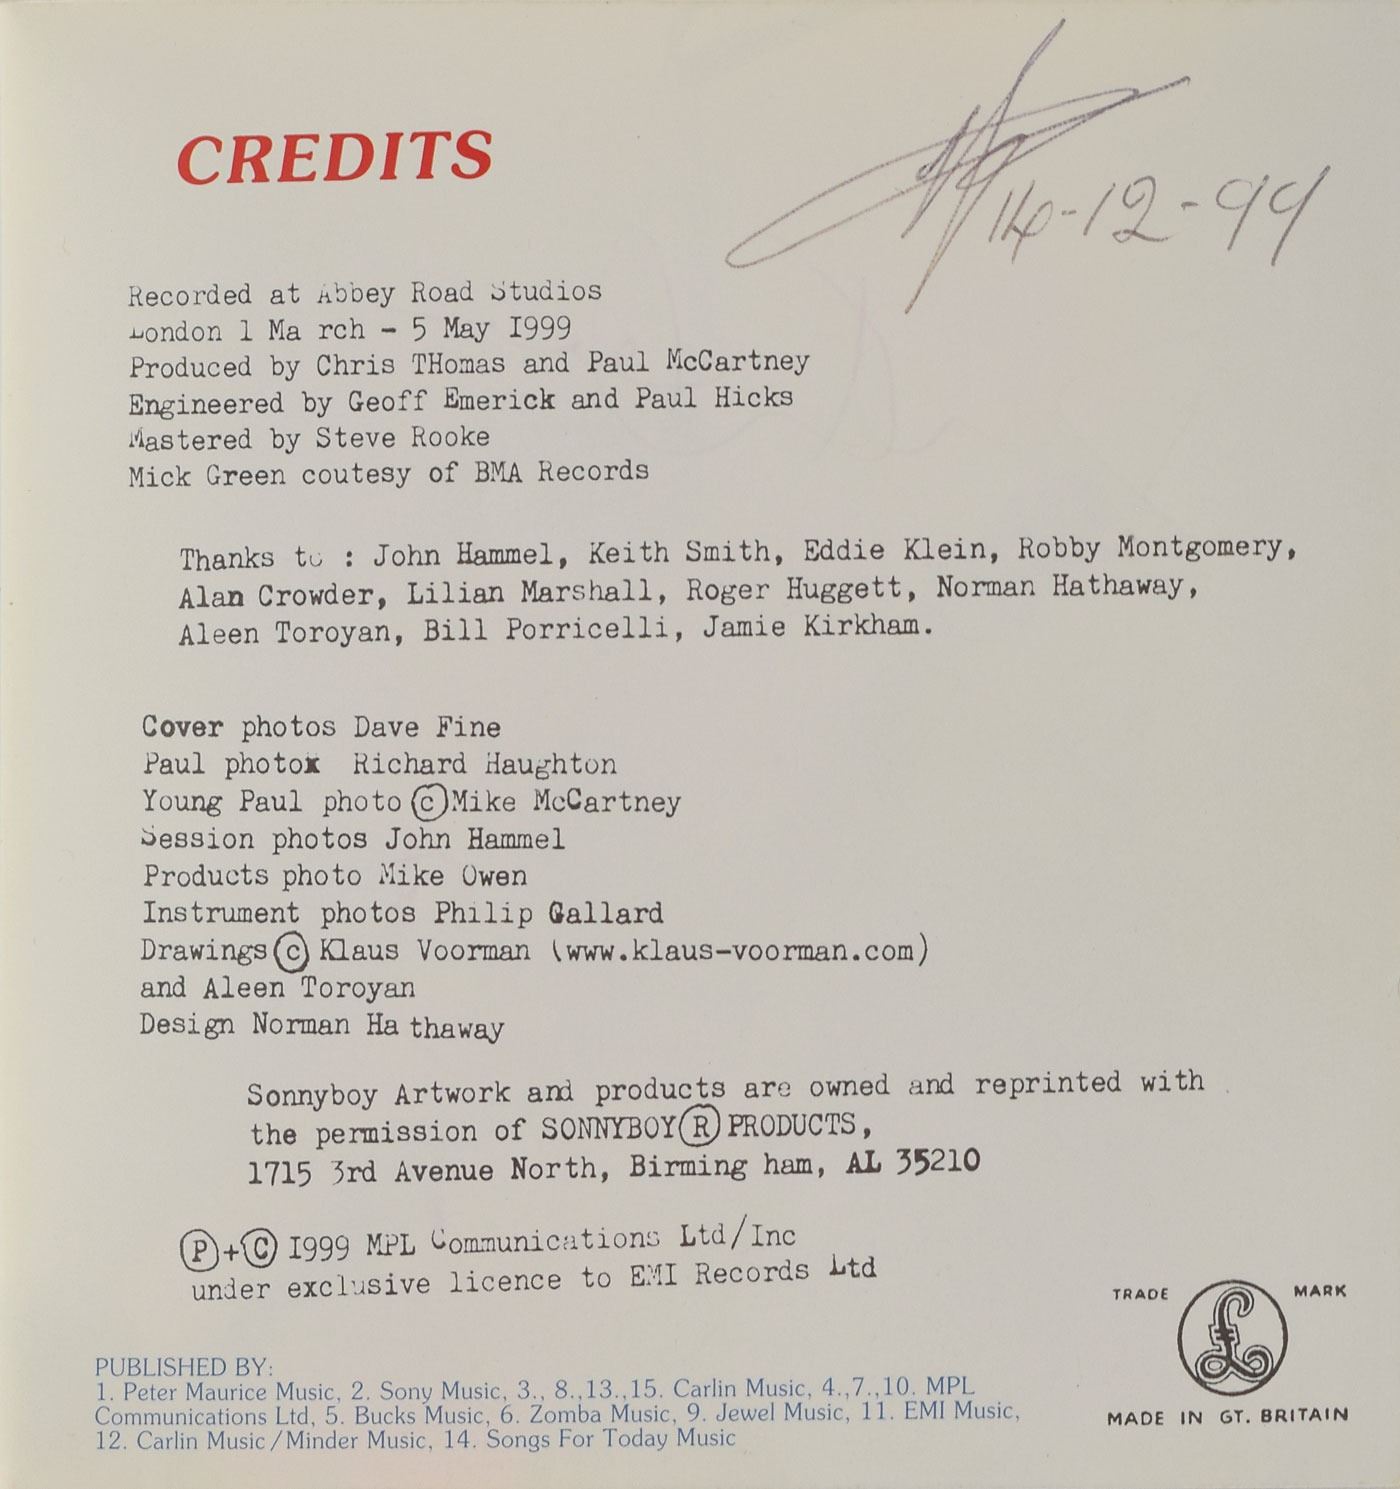 CREDITS
14-12-99
Recorded at Abbey Road Studios
London 1 Ma rch - 5 May 1999
Produced by Chris THomas and Paul McCartney
Engineered by Geoff Emerick and Paul Hicks
Mastered by Steve Rooke
Mick Green coutesy of BMA Records
Thanks to : John Hammel, Keith Smith, Eddie Klein, Robby Montgomery,
Alan Crowder, Lilian Marshall, Roger Huggett, Norman Hathaway,
Aleen Toroyan, Bill Porricelli, Jamie Kirkham.
Cover photos Dave Fine
Paul photox Richard Haughton
Young Paul photo ©Mike McCartney
Session photos John Hammel
Products photo Mike Owen
Instrument photos Philip Gallard
Drawings © Klaus Voorman (www.klaus-voorman.com)
and Aleen Toroyan
Design Norman Ha thaway
Sonnyboy Artwork and products are owned and reprinted with
the permission of SONNYBOY ® PRODUCTS,
1715 3rd Avenue North, Birming ham, AL 35210
℗+© 1999 MPL Communications Ltd/Inc
under exclusive licence to EMI Records Ltd
TRADE £ MARK
MADE IN GT. BRITAIN
PUBLISHED BY:
1. Peter Maurice Music, 2. Sony Music, 3., 8.,13.,15. Carlin Music, 4.,7.,10. MPL
Communications Ltd, 5. Bucks Music, 6. Zomba Music, 9. Jewel Music, 11. EMI Music,
12. Carlin Music/Minder Music, 14. Songs For Today Music